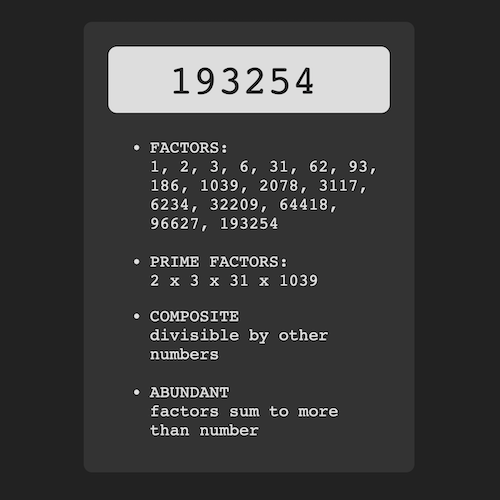 193254
• FACTORS:
1, 2, 3, 6, 31, 62, 93,
186, 1039, 2078, 3117,
6234, 32209, 64418,
96627, 193254
• PRIME FACTORS:
2 x 3 x 31 x 1039
• COMPOSITE
divisible by other
numbers
• ABUNDANT
factors sum to more
than number